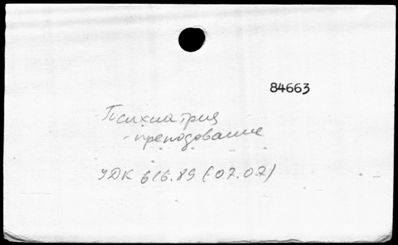 84663
Психиатрия
- преподавание
УДК 616.89 (07.07)